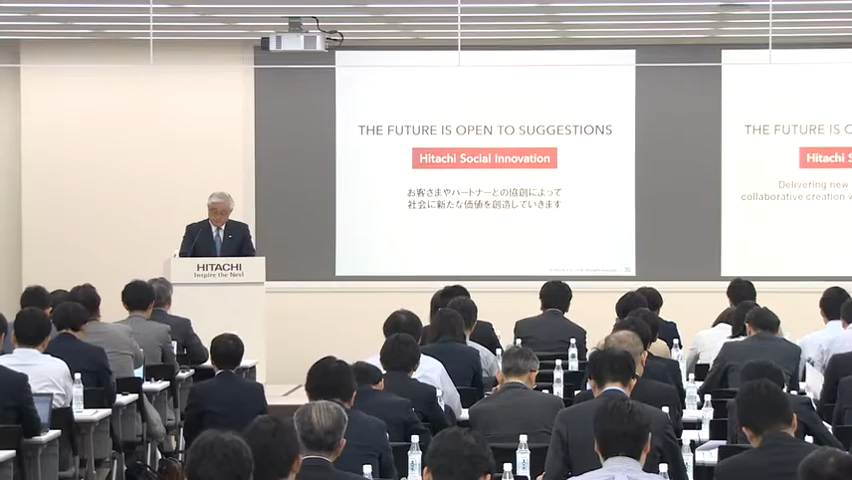 THE FUTURE IS OPEN TO SUGGESTIONS
Hitachi Social Innovation
お客さまやパートナーとの協創によって
社会に新たな価値を創造していきます
30
THE FUTURE IS O
Hitachi S
Delivering new
collaborative creation
HITACHI
Inspire the Next